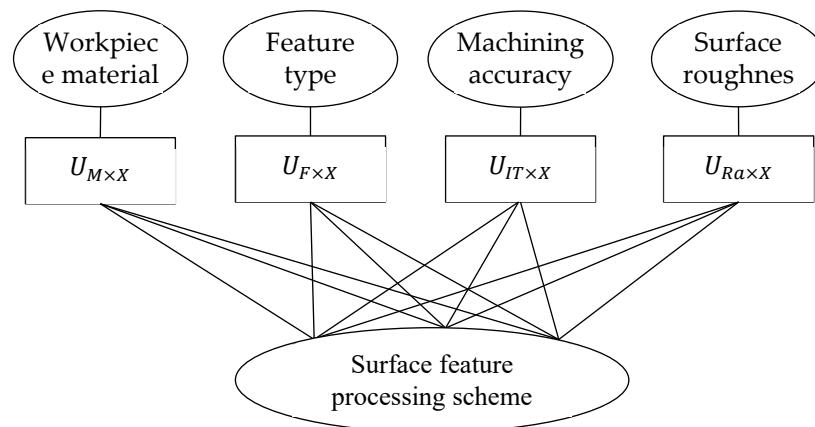 Workpiec
e material
Feature
type
Machining
accuracy
Surface
roughnes
U_{M×X}
U_{F×X}
U_{IT×X}
U_{Ra×X}
Surface feature
processing scheme